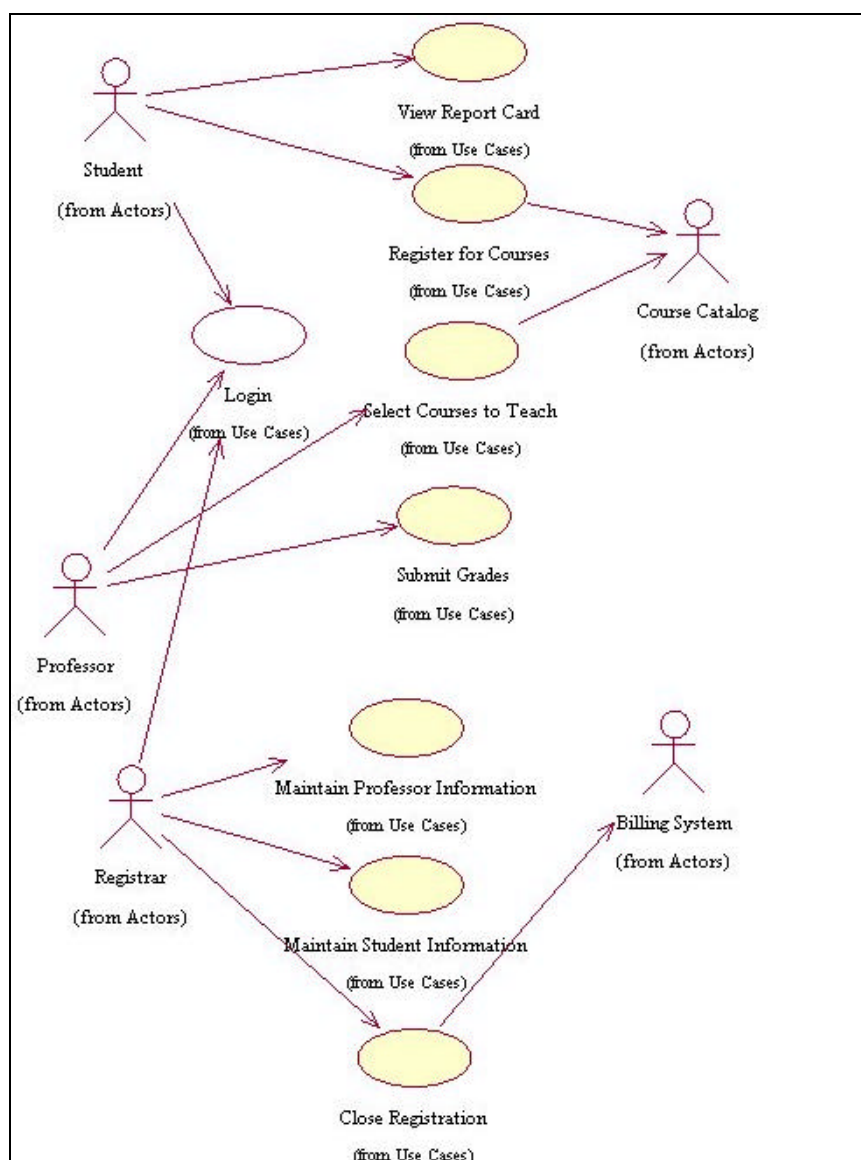 View Report Card
(from Use Cases)
Student
(from Actors)
Register for Courses
(from Use Cases)
Course Catalog
(from Actors)
Login
(from Use Cases)
Select Courses to Teach
(from Use Cases)
Submit Grades
(from Use Cases)
Professor
(from Actors)
Maintain Professor Information
(from Use Cases)
Billing System
(from Actors)
Registrar
(from Actors)
Maintain Student Information
(from Use Cases)
Close Registration
(from Use Cases)